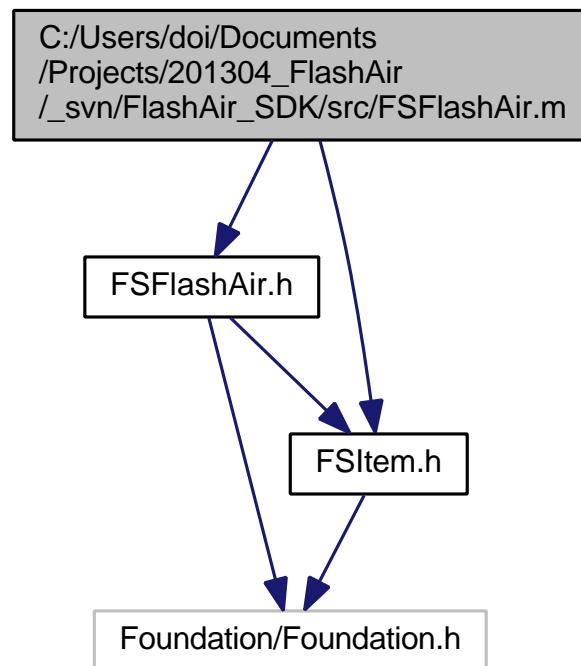 C:/Users/doi/Documents
/Projects/201304_FlashAir
/_svn/FlashAir_SDK/src/FSFlashAir.m
FSFlashAir.h
FSItem.h
Foundation/Foundation.h